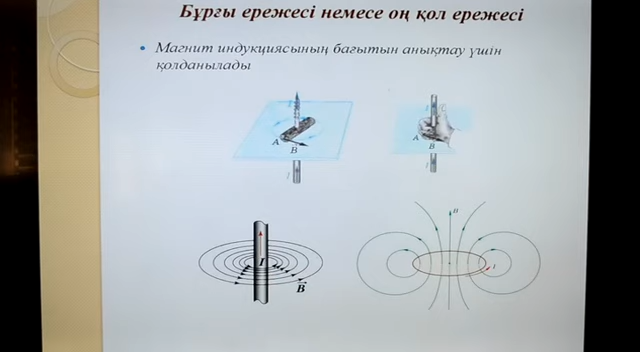 Бұрғы ережесі немесе оң қол ережесі
• Магнит индукциясының бағытын анықтау үшін
қолданылады
A
B
A
B
I
B
B
I